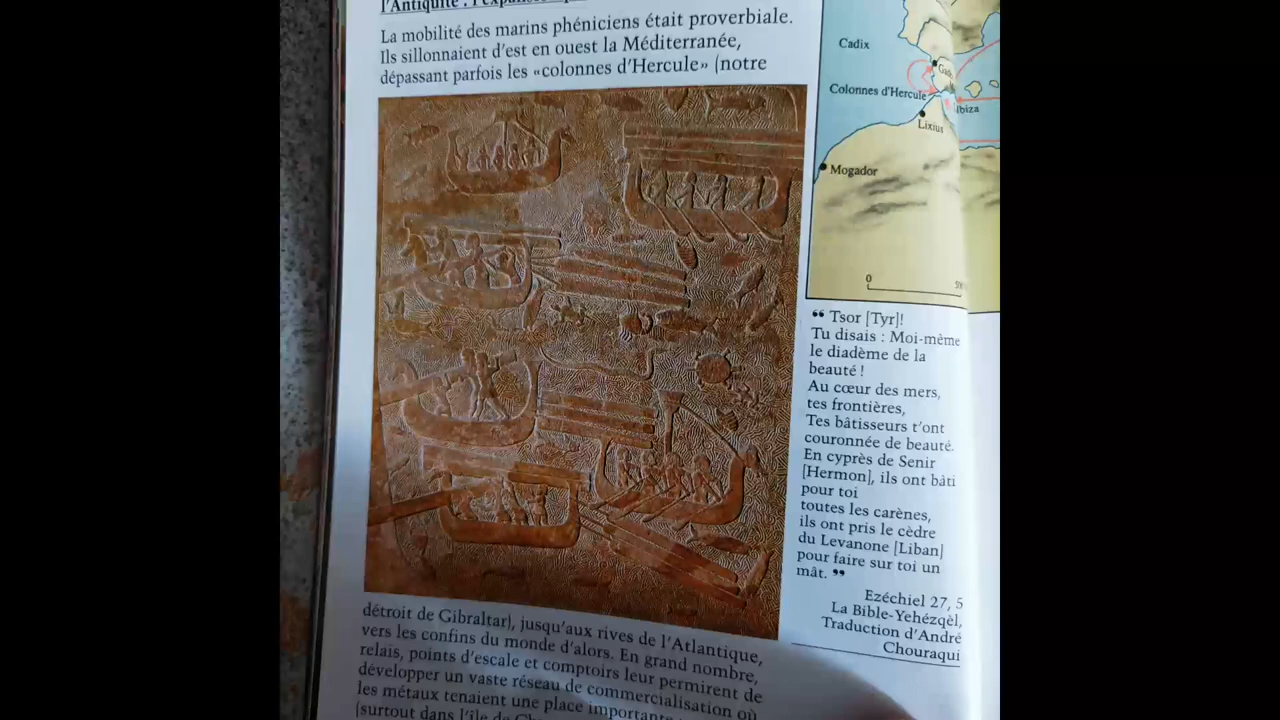 l'Antiquité :
La mobilité des marins phéniciens était proverbiale.
Ils sillonnaient d'est en ouest la Méditerranée,
dépassant parfois les «colonnes d'Hercule» (notre
détroit de Gibraltar), jusqu'aux rives de l'Atlantique,
vers les confins du monde d'alors. En grand nombre,
relais, points d'escale et comptoirs leur permirent de
développer un vaste réseau de commercialisation où
les métaux tenaient une place importante
(surtout dans l'île de
Cadix
Colonnes d'Hercule
Ibiza
Lixius
Mogador
0
❝ Tsor [Tyr]!
Tu disais : Moi-même
le diadème de la
beauté !
Au cœur des mers,
tes frontières,
Tes bâtisseurs t'ont
couronnée de beauté.
En cyprès de Senir
[Hermon], ils ont bâti
pour toi
toutes les carènes,
ils ont pris le cèdre
du Levanone [Liban]
pour faire sur toi un
mât. ❞
Ezéchiel 27, 5
La Bible-Yehézqèl,
Traduction d'André
Chouraqui